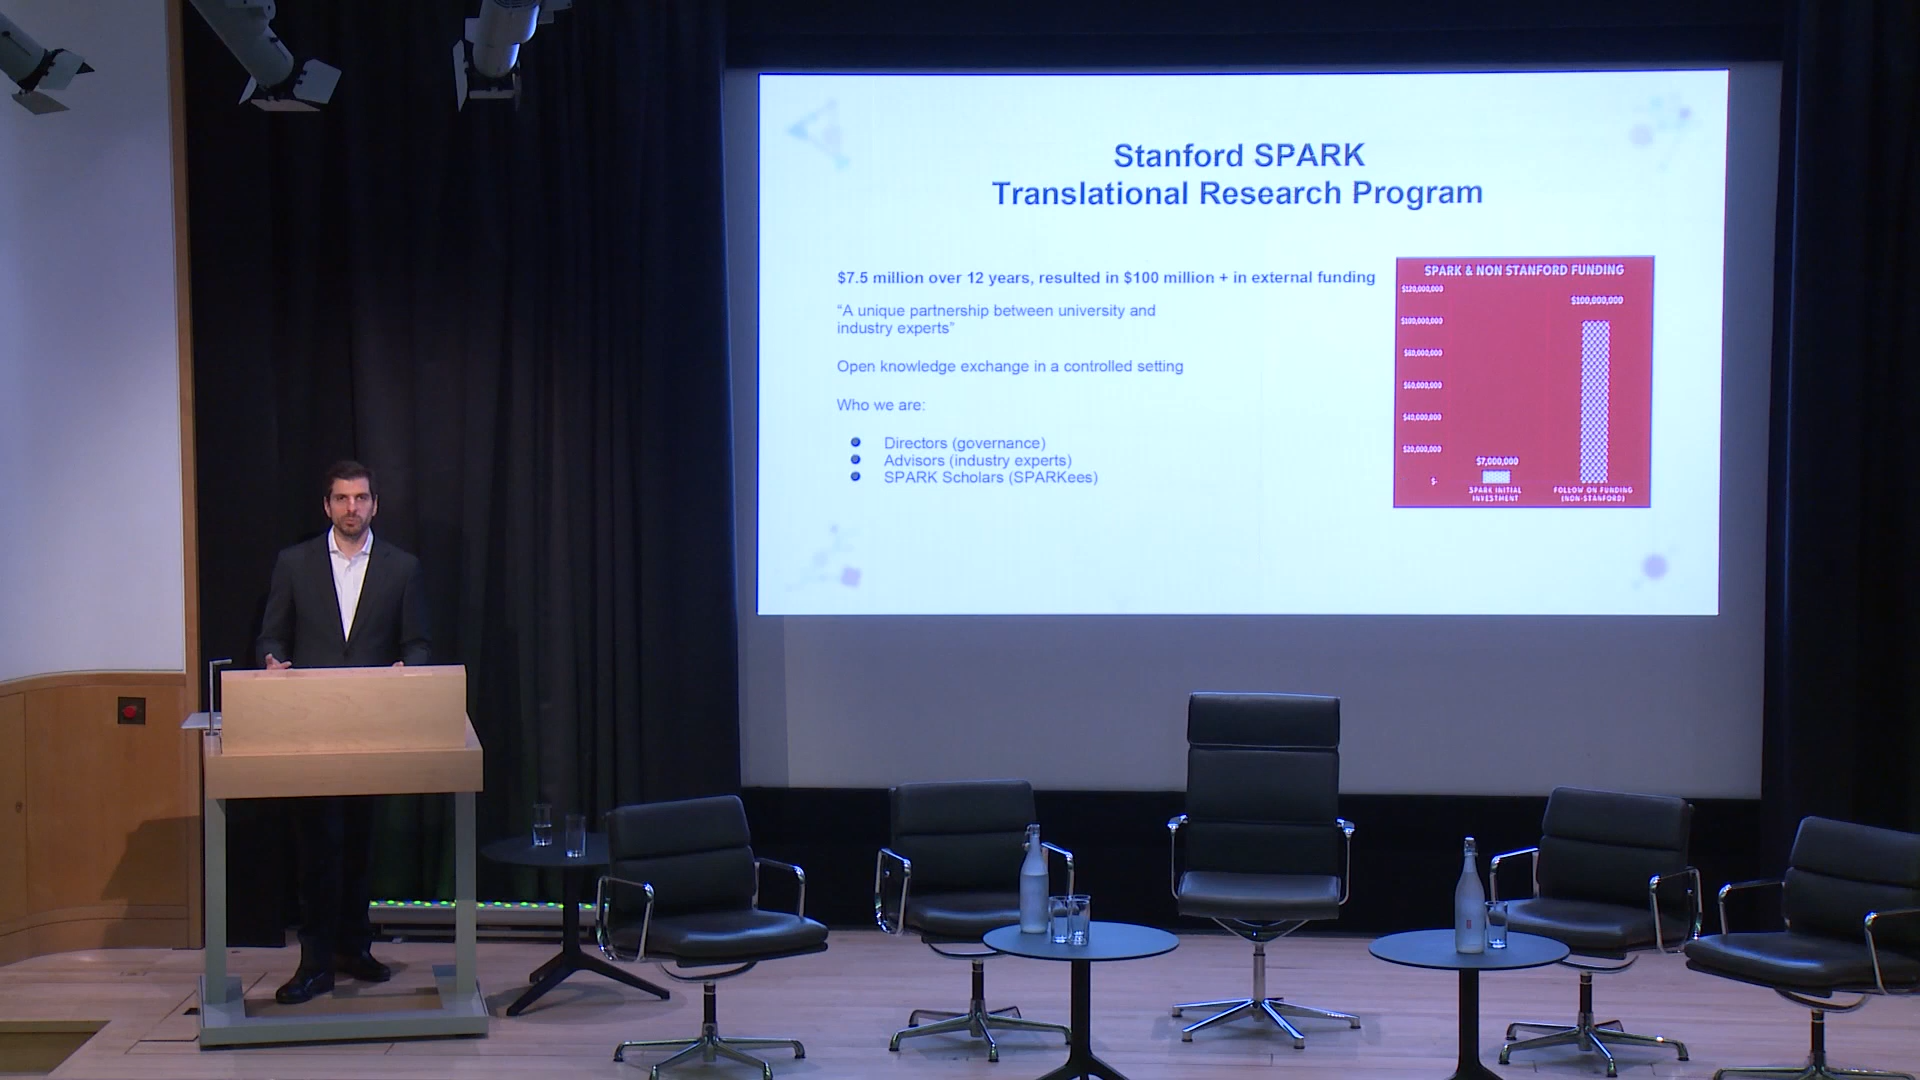 Stanford SPARK
Translational Research Program
$7.5 million over 12 years, resulted in $100 million + in external funding
“A unique partnership between university and
industry experts”
Open knowledge exchange in a controlled setting
Who we are:
Directors (governance)
Advisors (industry experts)
SPARK Scholars (SPARKees)
SPARK & NON STANFORD FUNDING
$120,000,000
$100,000,000
$80,000,000
$60,000,000
$40,000,000
$20,000,000
$-
$7,000,000
$100,000,000
SPARK INITIAL
INVESTMENT
FOLLOW ON FUNDING
(NON-STANFORD)